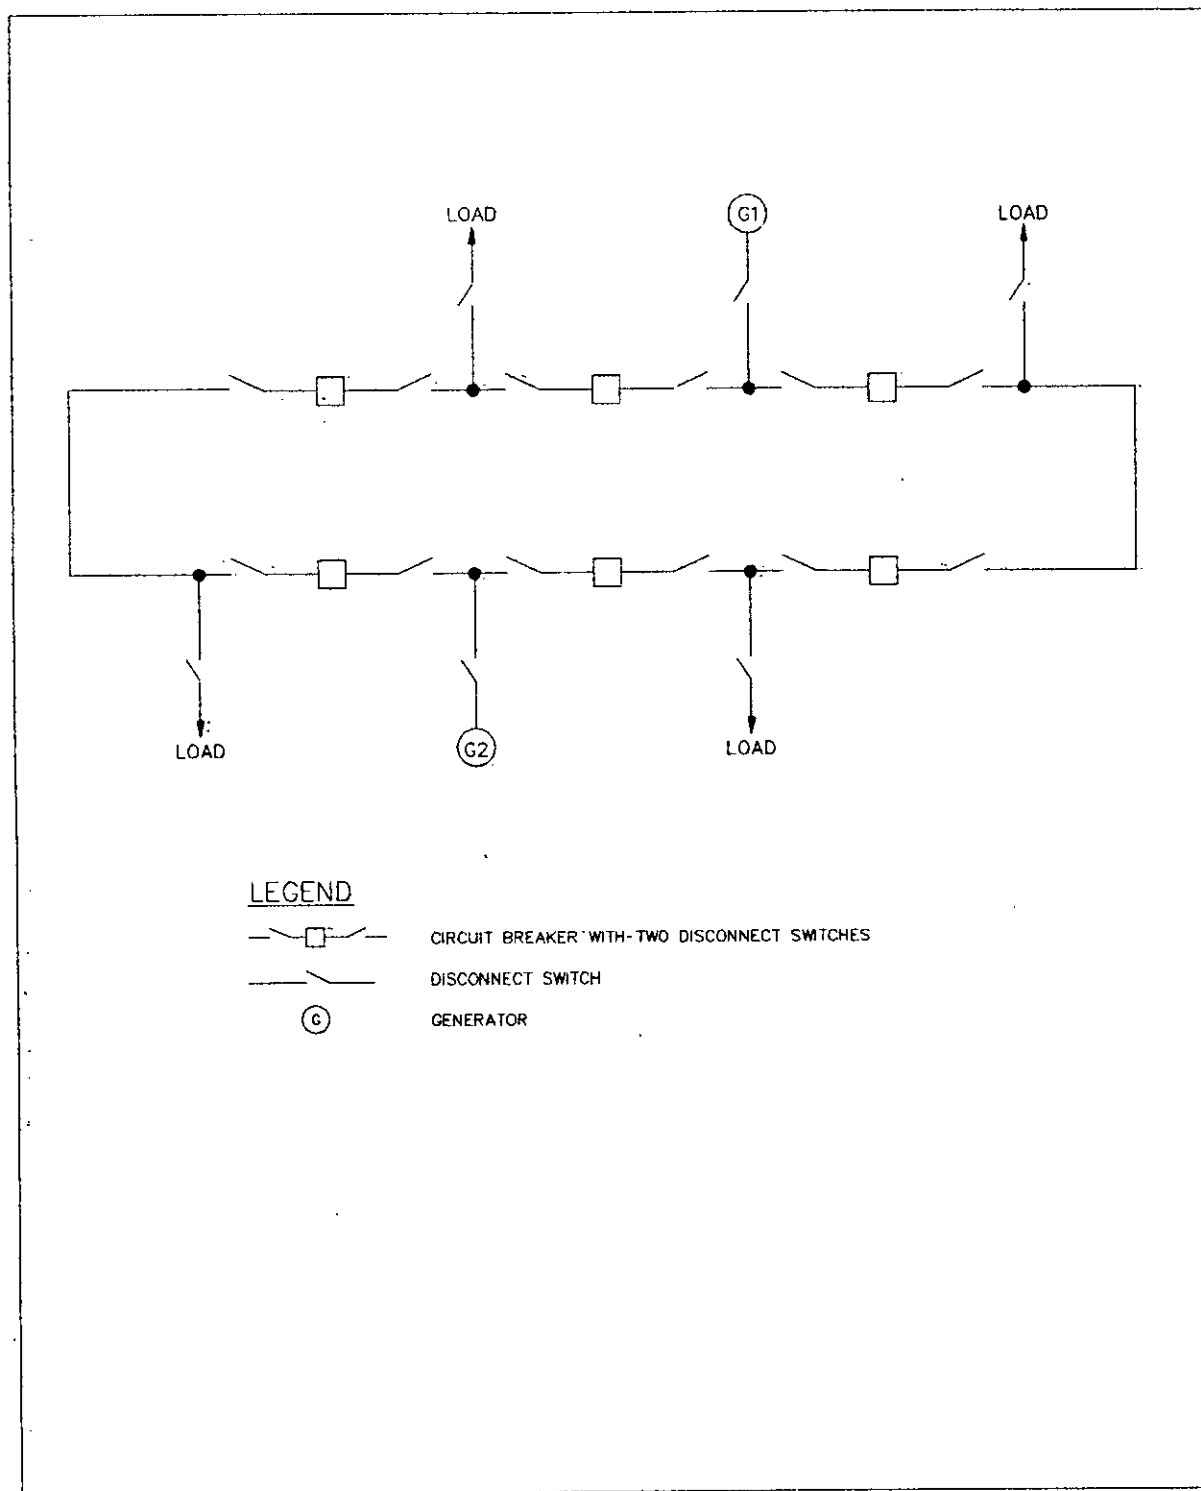 LOAD
G1
LOAD
LOAD
G2
LOAD
LEGEND
CIRCUIT BREAKER WITH-TWO DISCONNECT SWITCHES
DISCONNECT SWITCH
G
GENERATOR